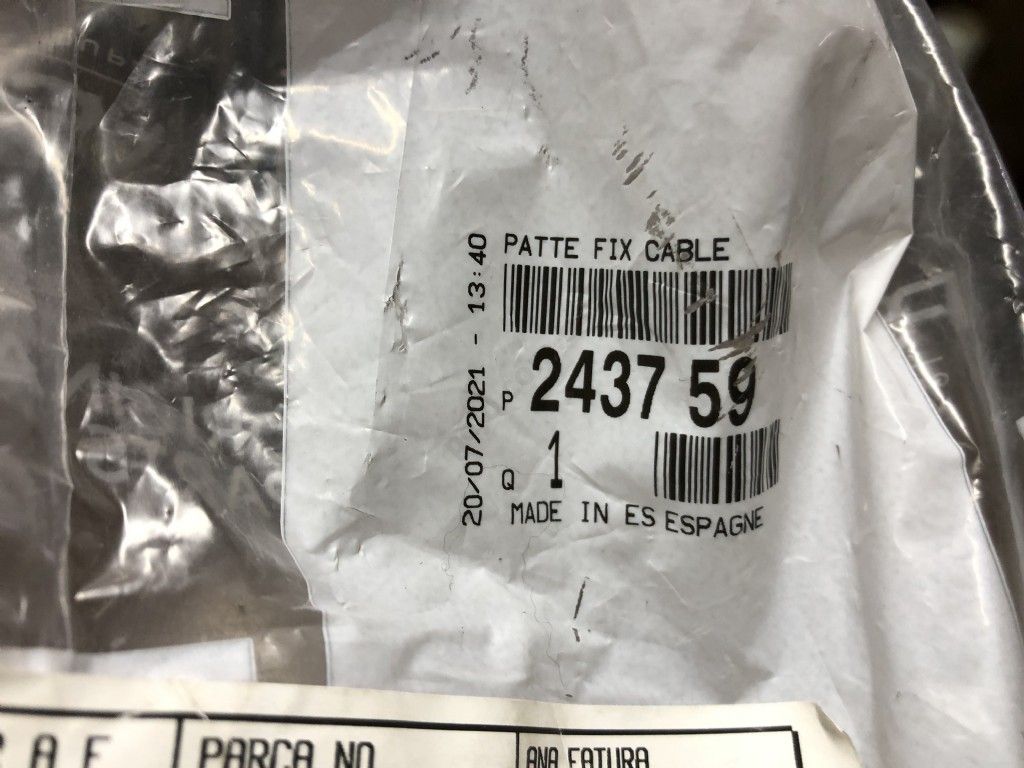 PATTE FIX CABLE
20/07/2021 - 13:40
P 2437 59
Q 1
MADE IN ES ESPAGNE
PARCA NO
ANA FATURA